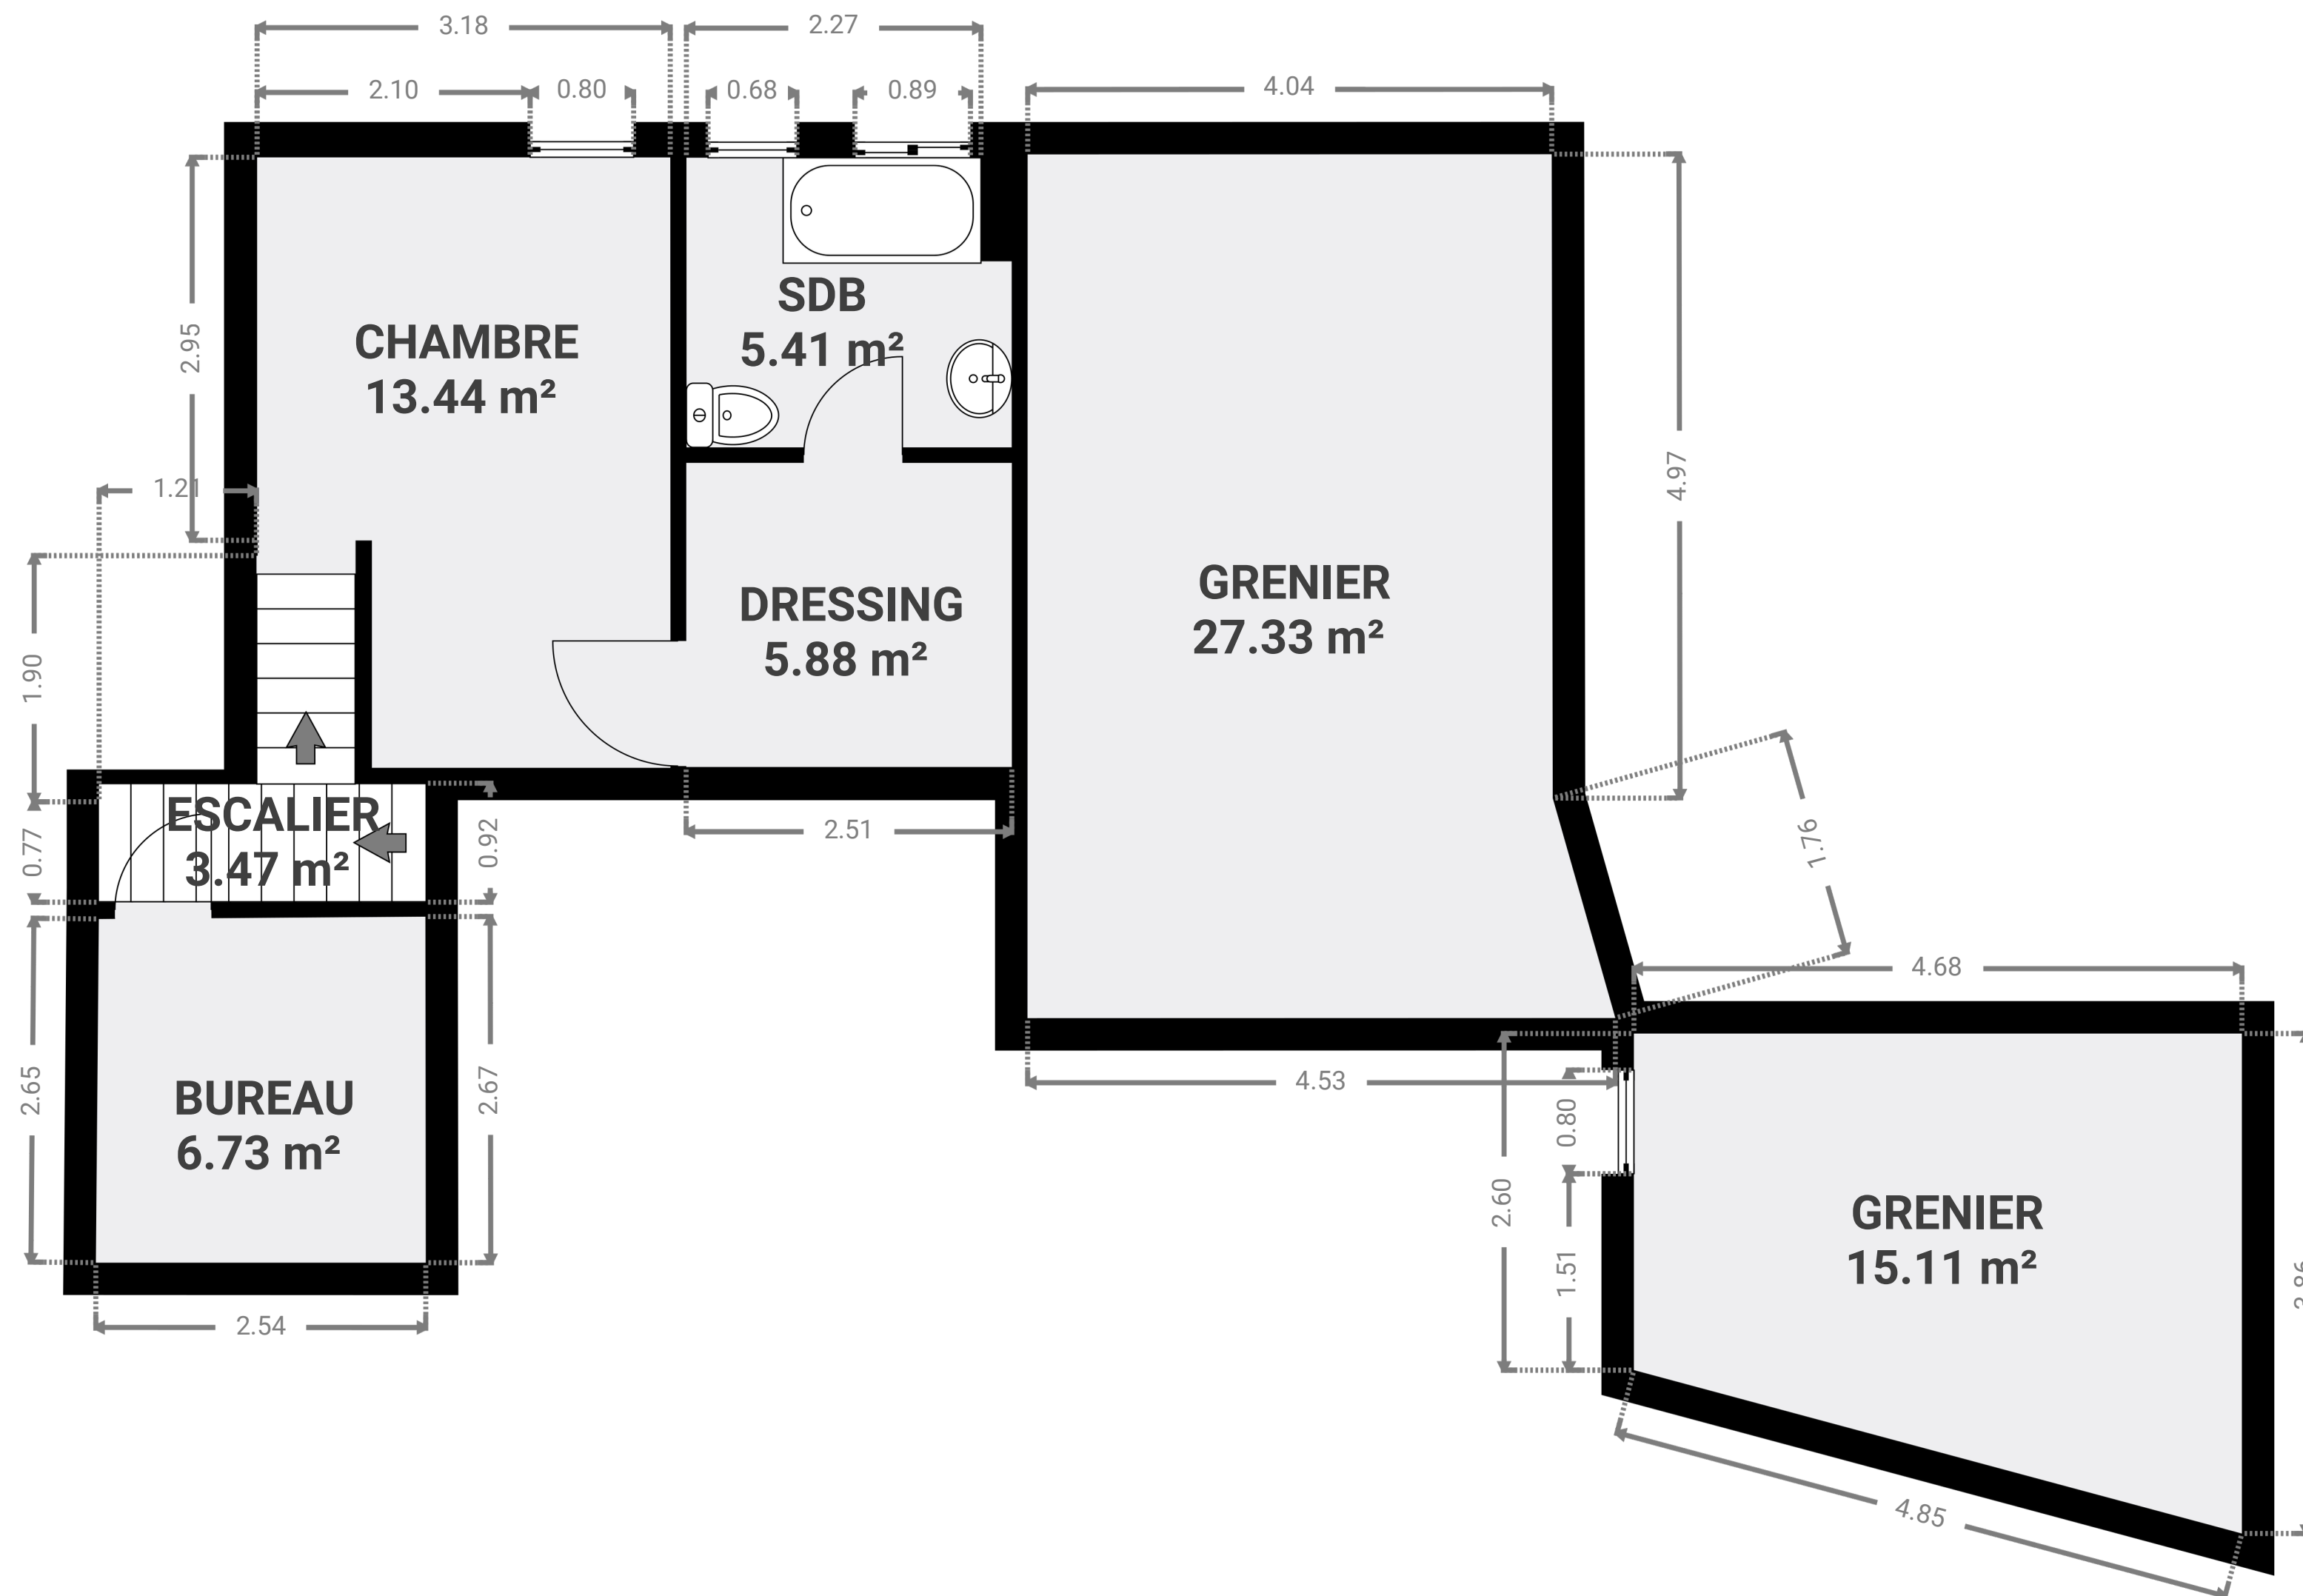 3.18
2.27
2.10
0.80
0.68
0.89
4.04
SDB
5.41 m²
CHAMBRE
13.44 m²
2.95
4.97
1.21
GRENIER
27.33 m²
DRESSING
5.88 m²
1.90
ESCALIER
3.47 m²
0.77
0.92
2.51
1.76
4.68
BUREAU
6.73 m²
2.65
2.67
4.53
0.80
2.60
1.51
GRENIER
15.11 m²
2.54
4.85